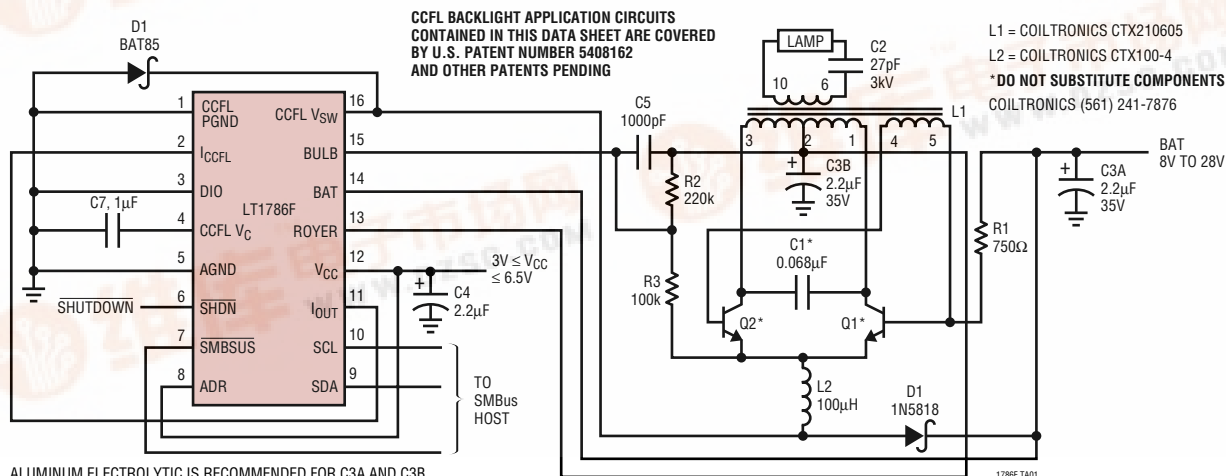 CCFL BACKLIGHT APPLICATION CIRCUITS
CONTAINED IN THIS DATA SHEET ARE COVERED
BY U.S. PATENT NUMBER 5408162
AND OTHER PATENTS PENDING
L1 = COILTRONICS CTX210605
L2 = COILTRONICS CTX100-4
*DO NOT SUBSTITUTE COMPONENTS
COILTRONICS (561) 241-7876
D1
BAT85
LAMP
C2
27pF
3kV
10
6
L1
3
2
1
4
5
C5
1000pF
R2
220k
C3B
2.2µF
35V
+
BAT
8V TO 28V
C3A
2.2µF
35V
+
R1
750Ω
C1*
0.068µF
R3
100k
Q2*
Q1*
L2
100µH
D1
1N5818
LT1786F
1
CCFL
PGND
2
ICCFL
3
DIO
4
CCFL VC
5
AGND
6
SHDN
7
SMBSUS
8
ADR
16
CCFL VSW
15
BULB
14
BAT
13
ROYER
12
VCC
11
IOUT
10
SCL
9
SDA
C7, 1µF
SHUTDOWN
3V ≤ VCC
≤ 6.5V
+
C4
2.2µF
TO
SMBus
HOST
ALUMINUM ELECTROLYTIC IS RECOMMENDED FOR C3A AND C3B
1786F TA01